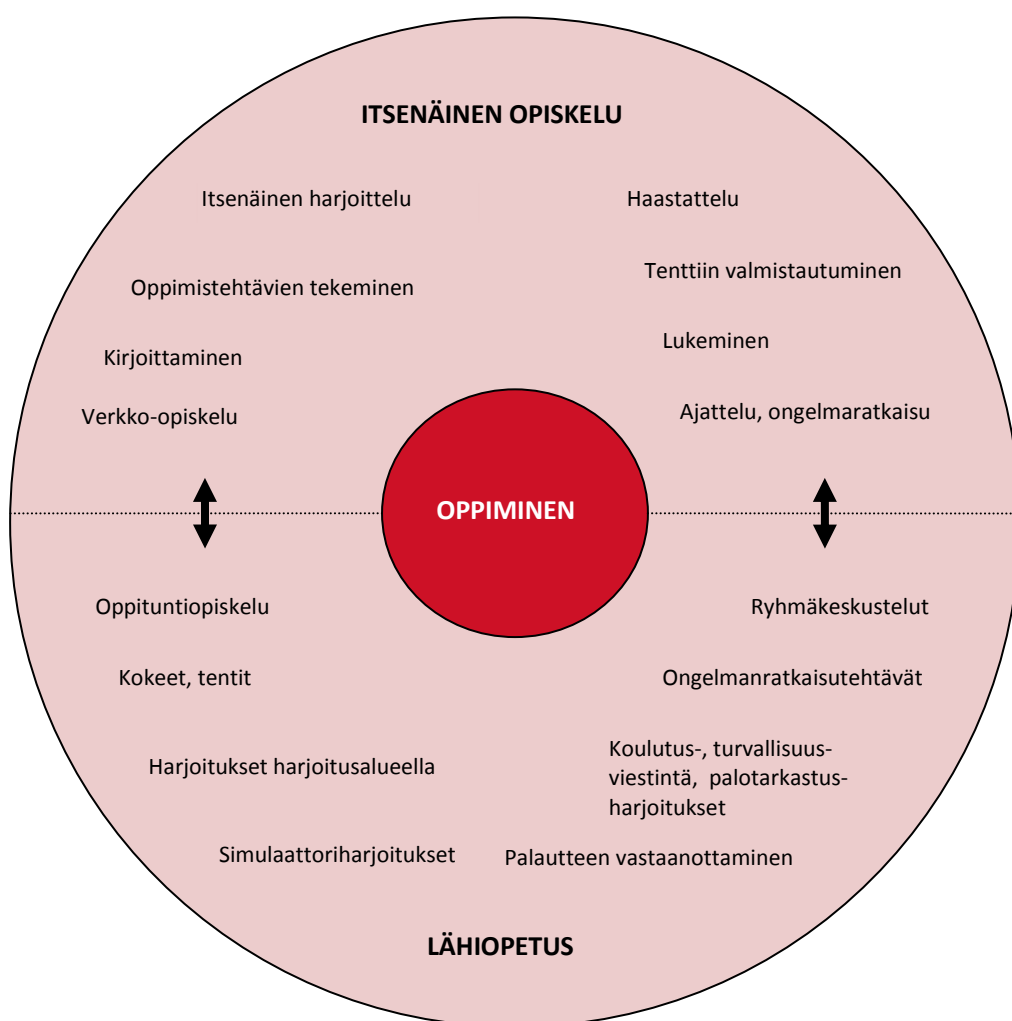 ITSENÄINEN OPISKELU
Itsenäinen harjoittelu
Haastattelu
Oppimistehtävien tekeminen
Tenttiin valmistautuminen
Kirjoittaminen
Lukeminen
Verkko-opiskelu
Ajattelu, ongelmaratkaisu
OPPIMINEN
Oppituntiopiskelu
Ryhmäkeskustelut
Kokeet, tentit
Ongelmanratkaisutehtävät
Harjoitukset harjoitusalueella
Koulutus-, turvallisuus-
viestintä, palotarkastus-
harjoitukset
Simulaattoriharjoitukset
Palautteen vastaanottaminen
LÄHIOPETUS